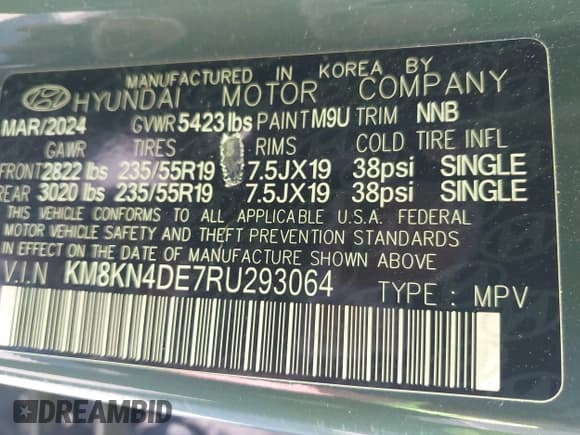 MANUFACTURED IN KOREA BY
HYUNDAI MOTOR COMPANY
MAR/2024 GVWR 5423 lbs PAINT M9U TRIM NNB
GAWR TIRES RIMS COLD TIRE INFL
FRONT 2822 lbs 235/55R19 7.5JX19 38psi SINGLE
REAR 3020 lbs 235/55R19 7.5JX19 38psi SINGLE
THIS VEHICLE CONFORMS TO ALL APPLICABLE U.S.A. FEDERAL
MOTOR VEHICLE SAFETY AND THEFT PREVENTION STANDARDS
IN EFFECT ON THE DATE OF MANUFACTURE SHOWN ABOVE
V.I.N KM8KN4DE7RU293064 TYPE : MPV
DREAMBID